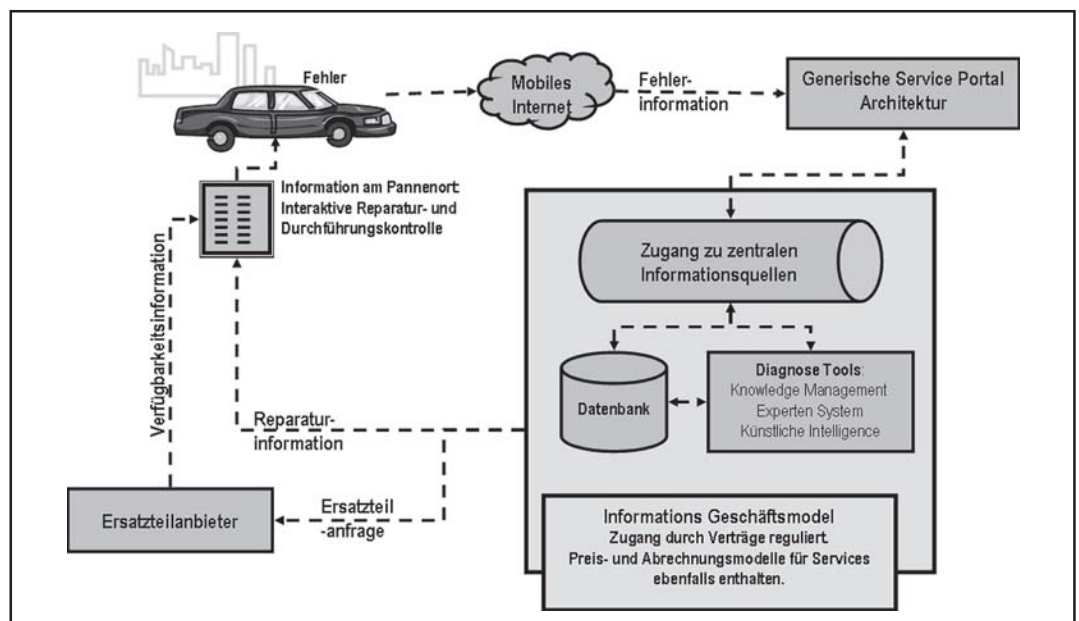 Fehler
Mobiles
Internet
Fehler-
information
Generische Service Portal
Architektur
Information am Pannenort:
Interaktive Reparatur- und
Durchführungskontrolle
Zugang zu zentralen
Informationsquellen
Verfügbarkeitsinformation
Datenbank
Diagnose Tools:
Knowledge Management
Experten System
Künstliche Intelligence
Reparatur-
information
Ersatzteilanbieter
Ersatzteil
-anfrage
Informations Geschäftsmodel
Zugang durch Verträge reguliert.
Preis- und Abrechnungsmodelle für Services
ebenfalls enthalten.